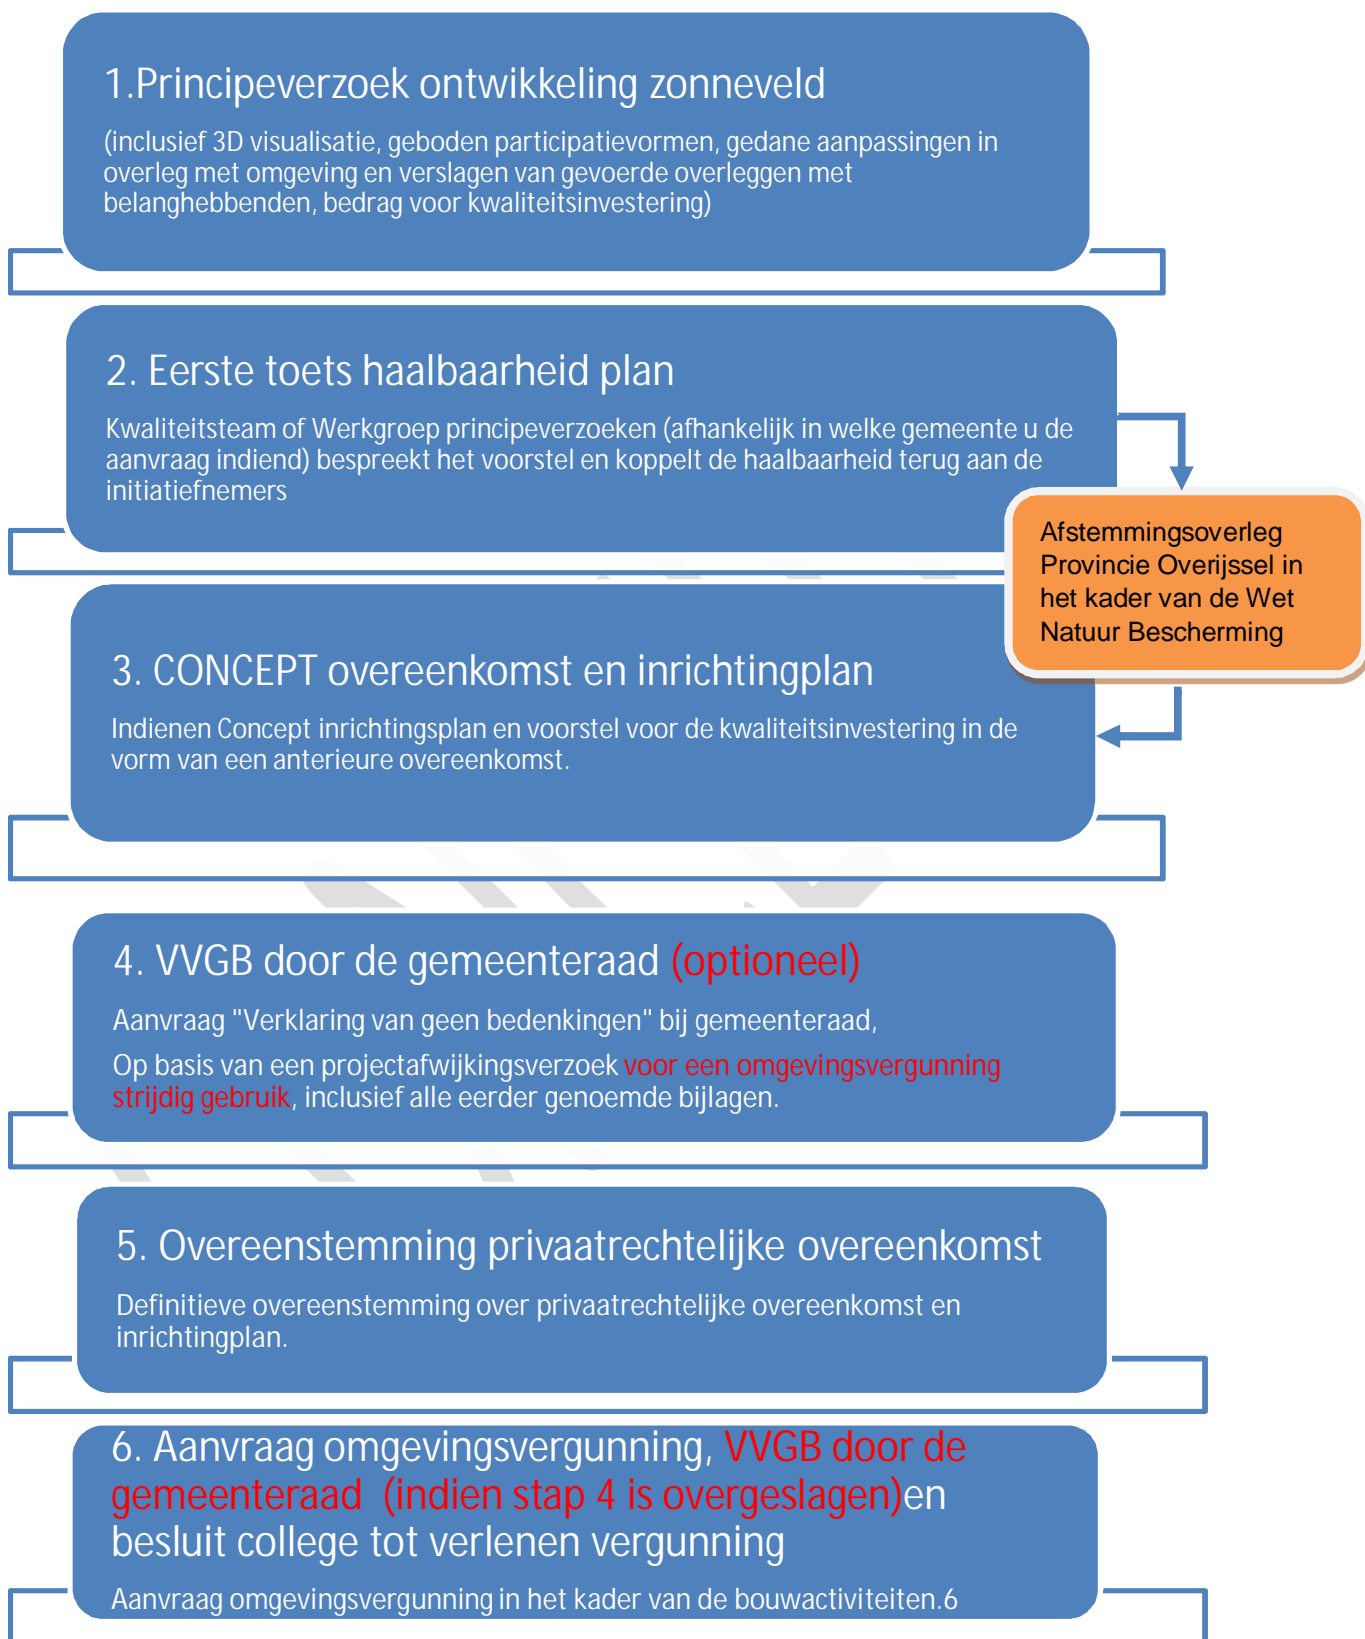 1.Principeverzoek ontwikkeling zonneveld
(inclusief 3D visualisatie, geboden participatievormen, gedane aanpassingen in
overleg met omgeving en verslagen van gevoerde overleggen met
belanghebbenden, bedrag voor kwaliteitsinvestering)
2. Eerste toets haalbaarheid plan
Kwaliteitsteam of Werkgroep principeverzoeken (afhankelijk in welke gemeente u de
aanvraag indiend) bespreekt het voorstel en koppelt de haalbaarheid terug aan de
initiatiefnemers
Afstemmingsoverleg
Provincie Overijssel in
het kader van de Wet
Natuur Bescherming
3. CONCEPT overeenkomst en inrichtingplan
Indienen Concept inrichtingsplan en voorstel voor de kwaliteitsinvestering in de
vorm van een anterieure overeenkomst.
4. VVGB door de gemeenteraad (optioneel)
Aanvraag "Verklaring van geen bedenkingen" bij gemeenteraad,
Op basis van een projectafwijkingsverzoek voor een omgevingsvergunning
strijdig gebruik, inclusief alle eerder genoemde bijlagen.
5. Overeenstemming privaatrechtelijke overeenkomst
Definitieve overeenstemming over privaatrechtelijke overeenkomst en
inrichtingplan.
6. Aanvraag omgevingsvergunning, VVGB door de
gemeenteraad  (indien stap 4 is overgeslagen)en
besluit college tot verlenen vergunning
Aanvraag omgevingsvergunning in het kader van de bouwactiviteiten.6